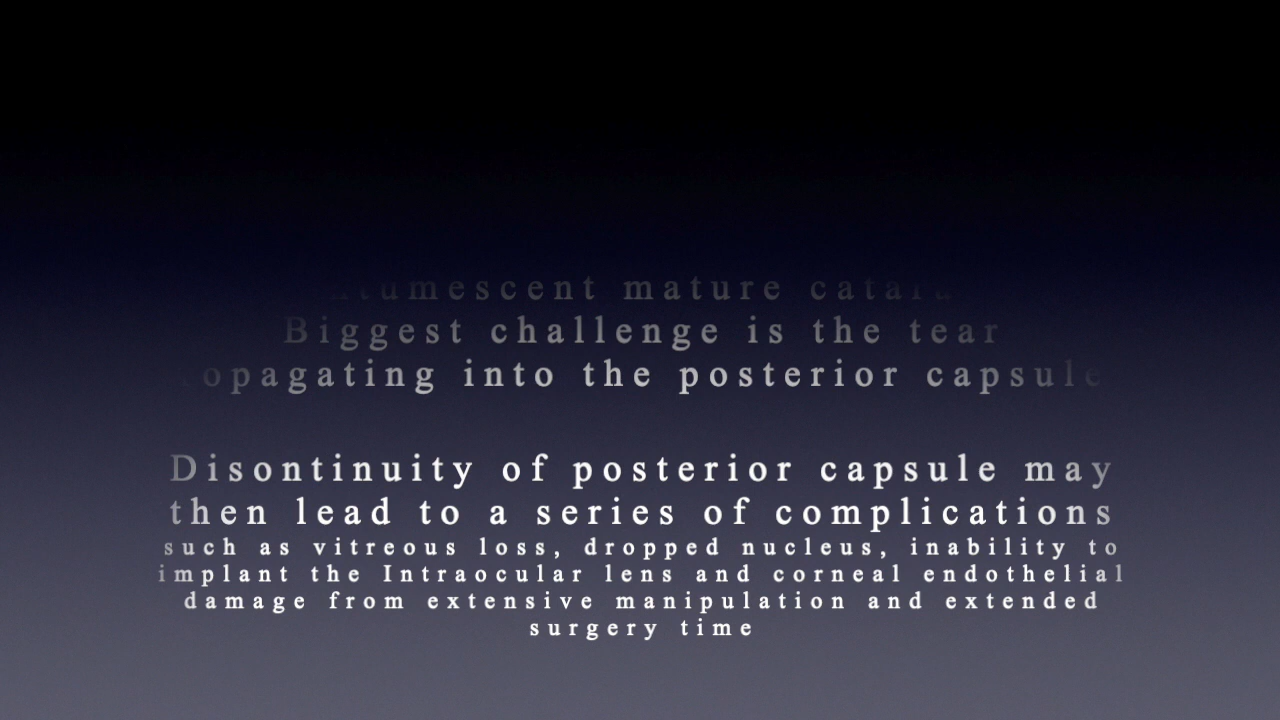 mature
Biggest challenge is the tear
into the posterior capsule
Disontinuity of posterior capsule may
then lead to a series of complications
such as vitreous loss, dropped nucleus, inability to
implant the Intraocular lens and corneal endothelial
damage from extensive manipulation and extended
surgery time